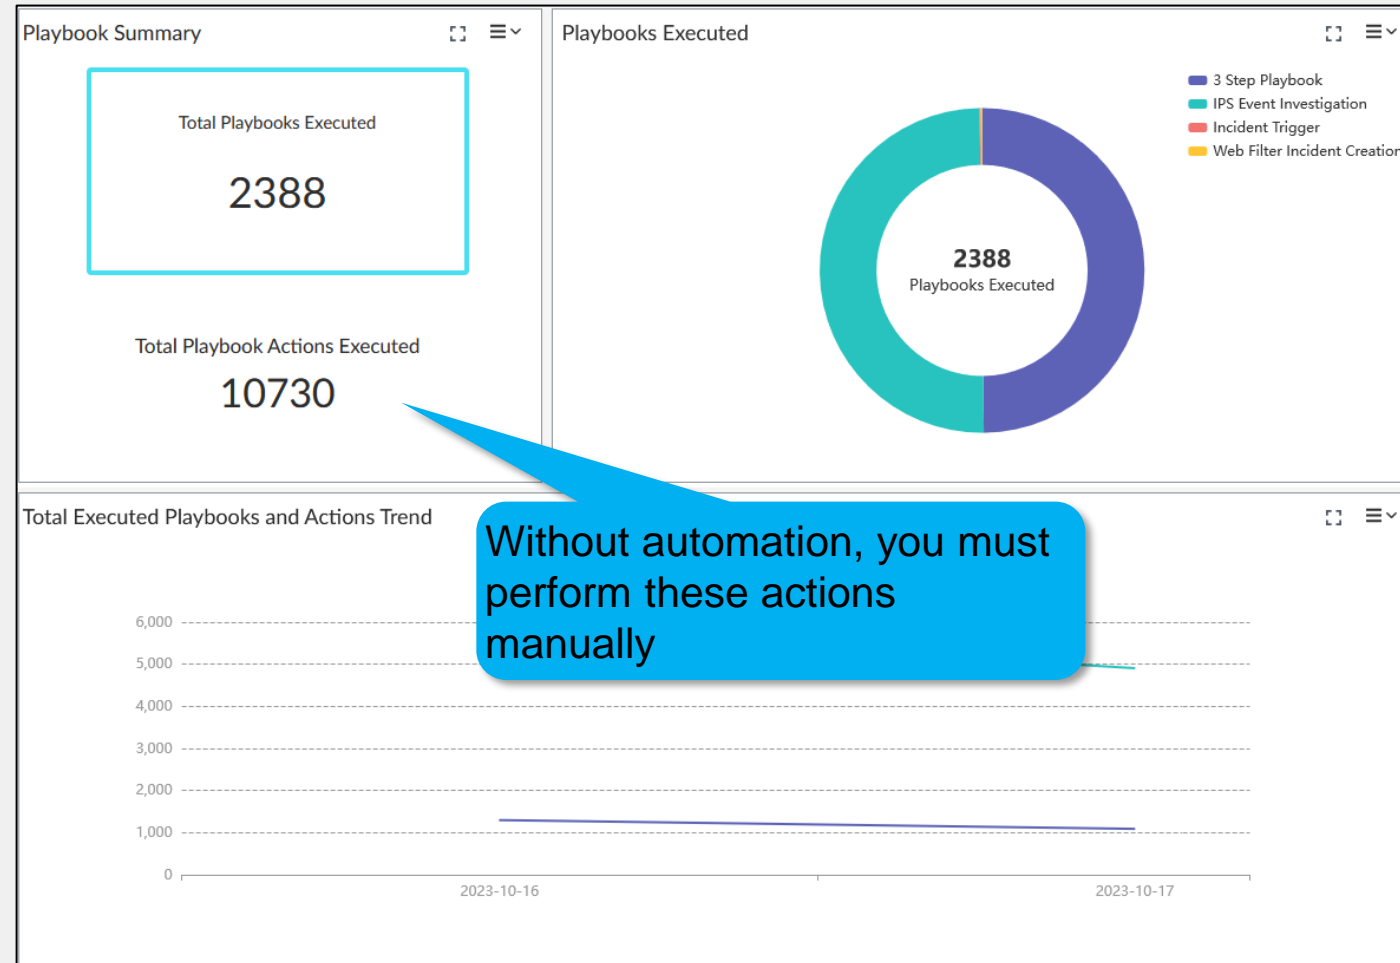 Playbook Summary
Total Playbooks Executed
2388
Total Playbook Actions Executed
10730
Playbooks Executed
3 Step Playbook
IPS Event Investigation
Incident Trigger
Web Filter Incident Creation
2388
Playbooks Executed
Total Executed Playbooks and Actions Trend
Without automation, you must
perform these actions
manually
6,000
5,000
4,000
3,000
2,000
1,000
0
2023-10-16
2023-10-17